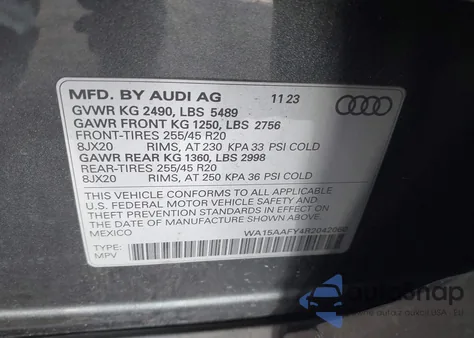 MFD. BY AUDI AG 11 23
GVWR KG 2490, LBS 5489
GAWR FRONT KG 1250, LBS 2756
FRONT-TIRES 255/45 R20
8JX20 RIMS, AT 230 KPA 33 PSI COLD
GAWR REAR KG 1360, LBS 2998
REAR-TIRES 255/45 R20
8JX20 RIMS, AT 250 KPA 36 PSI COLD
THIS VEHICLE CONFORMS TO ALL APPLICABLE
U.S. FEDERAL MOTOR VEHICLE SAFETY AND
THEFT PREVENTION STANDARDS IN EFFECT ON
THE DATE OF MANUFACTURE SHOWN ABOVE.
MEXICO
TYPE:
MPV
autoSnap